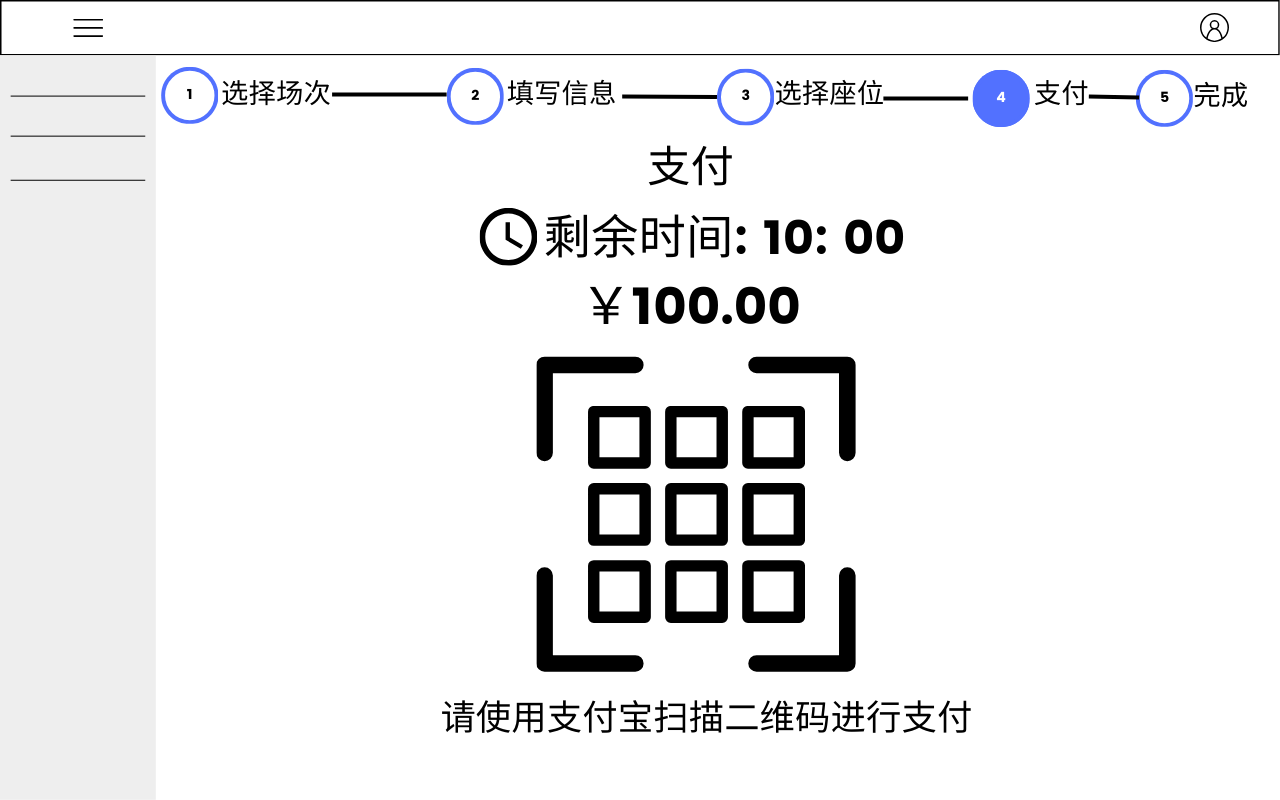 1 选择场次 2 填写信息 3 选择座位 4 支付 5 完成
支付
剩余时间: 10: 00
￥100.00
请使用支付宝扫描二维码进行支付